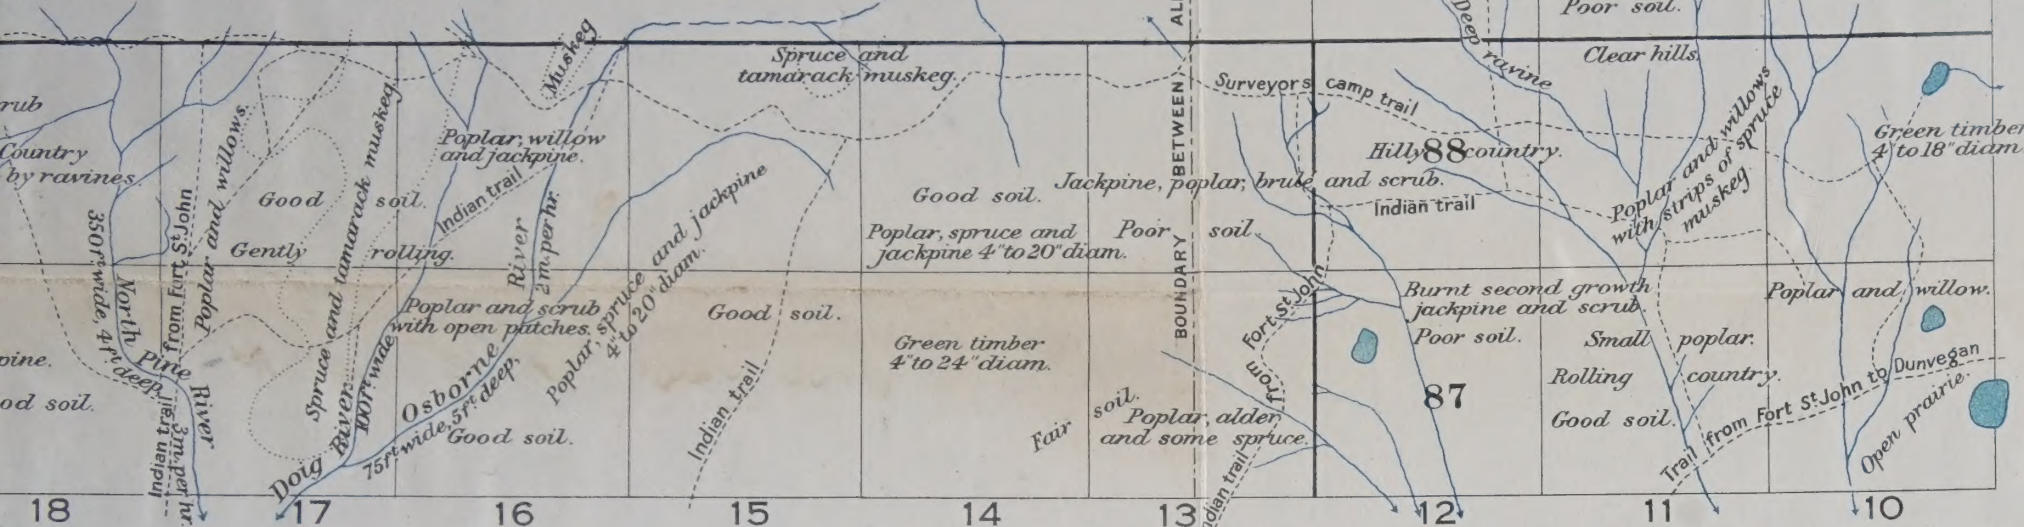 Poor soil.
ALL
Deep ravine
Clear hills.
Muskeg
Spruce and
tamarack muskeg.
Surveyors camp trail
BOUNDARY BETWEEN
rub
Country
by ravines.
Poplar and willows.
Good soil.
Gently rolling.
Spruce and tamarack muskeg
Poplar, willow
and jackpine.
Indian trail
River
2 m. per hr.
Good soil.
Jackpine, poplar, brulé and scrub.
Poplar, spruce and
jackpine 4" to 20" diam.
Poor soil.
Hilly country.
88
Indian trail
Poplar and willows
with strips of spruce
muskeg
Green timber
4" to 18" diam
350 ft wide, 4 ft deep,
North Pine River
from Fort St John
Indian trail
3 m. per hr.
pine.
od soil.
Poplar and scrub
with open patches.
Poplar, spruce and jackpine
4" to 20" diam.
Doig River
100 ft wide
Osborne
75 ft wide, 5 ft deep,
Good soil.
Good soil.
Indian trail
Green timber
4" to 24" diam.
Fair soil.
Poplar, alder
and some spruce.
Indian trail from Fort St John
Burnt second growth
jackpine and scrub.
Poor soil.
87
Small poplar.
Rolling country.
Good soil.
Poplar and willow.
Trail from Fort St John to Dunvegan
Open prairie
18 17 16 15 14 13 12 11 10